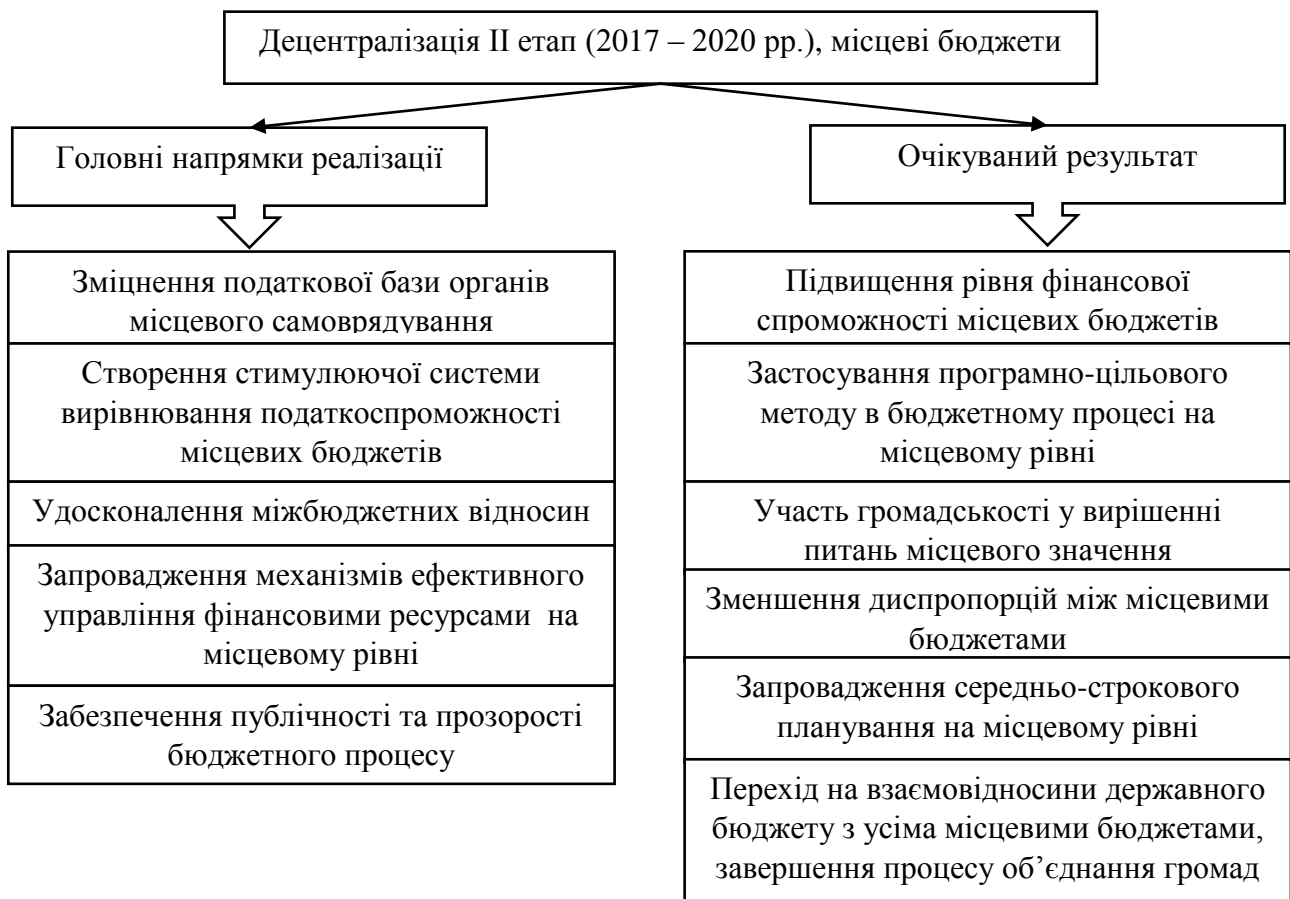 Децентралізація ІІ етап (2017 – 2020 рр.), місцеві бюджети
Головні напрямки реалізації
Очікуваний результат
Зміцнення податкової бази органів
місцевого самоврядування
Створення стимулюючої системи
вирівнювання податкоспроможності
місцевих бюджетів
Удосконалення міжбюджетних відносин
Запровадження механізмів ефективного
управління фінансовими ресурсами  на
місцевому рівні
Забезпечення публічності та прозорості
бюджетного процесу
Підвищення рівня фінансової
спроможності місцевих бюджетів
Застосування програмно-цільового
методу в бюджетному процесі на
місцевому рівні
Участь громадськості у вирішенні
питань місцевого значення
Зменшення диспропорцій між місцевими
бюджетами
Запровадження середньо-строкового
планування на місцевому рівні
Перехід на взаємовідносини державного
бюджету з усіма місцевими бюджетами,
завершення процесу об’єднання громад